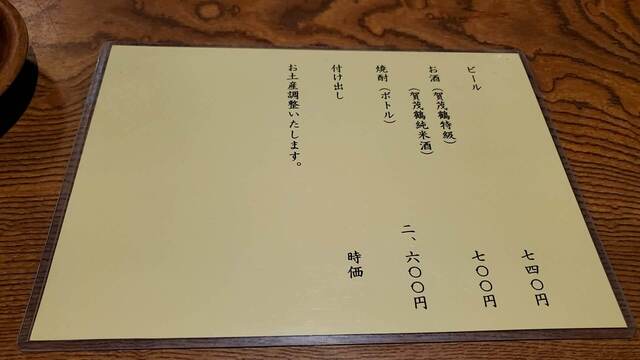 ビール　七四〇円
お酒（賀茂鶴特級）　七〇〇円
（賀茂鶴純米酒）
焼酎（ボトル）　二、六〇〇円
付け出し　時価
お土産調整いたします。